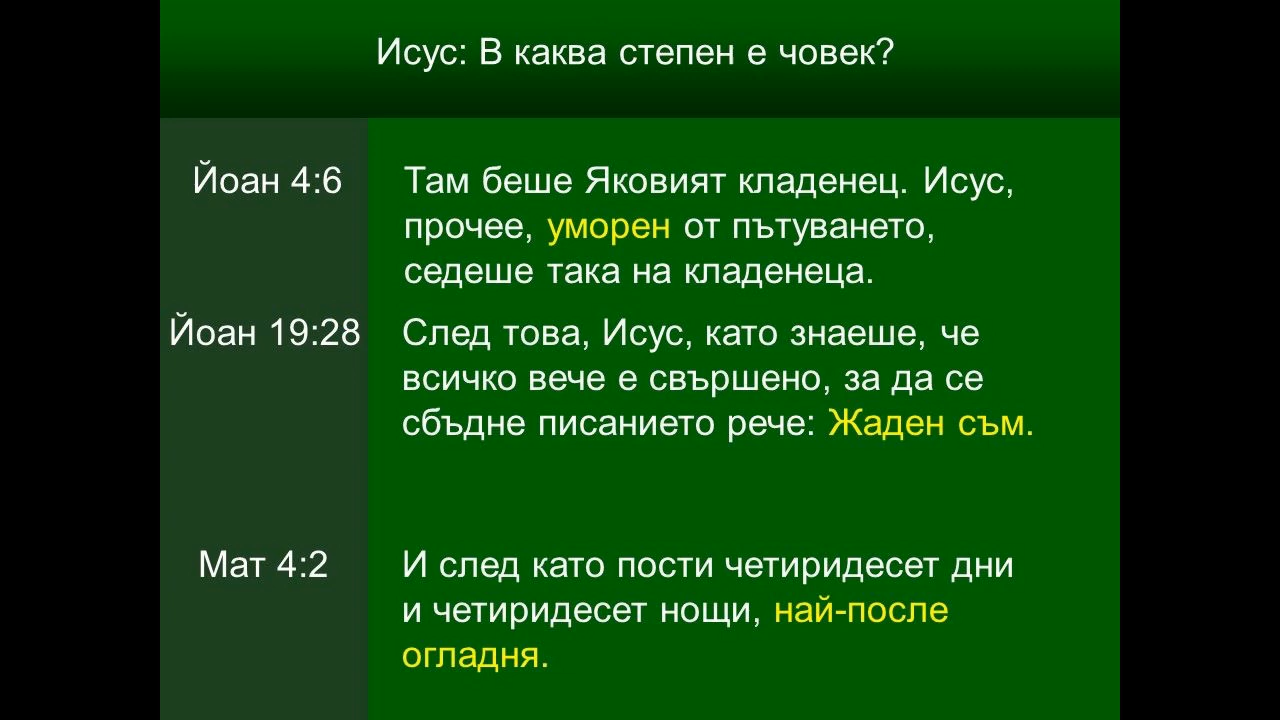 Исус: В каква степен е човек?
Йоан 4:6
Там беше Яковият кладенец. Исус,
прочее, уморен от пътуването,
седеше така на кладенеца.
Йоан 19:28
След това, Исус, като знаеше, че
всичко вече е свършено, за да се
сбъдне писанието рече: Жаден съм.
Мат 4:2
И след като пости четиридесет дни
и четиридесет нощи, най-после
огладня.